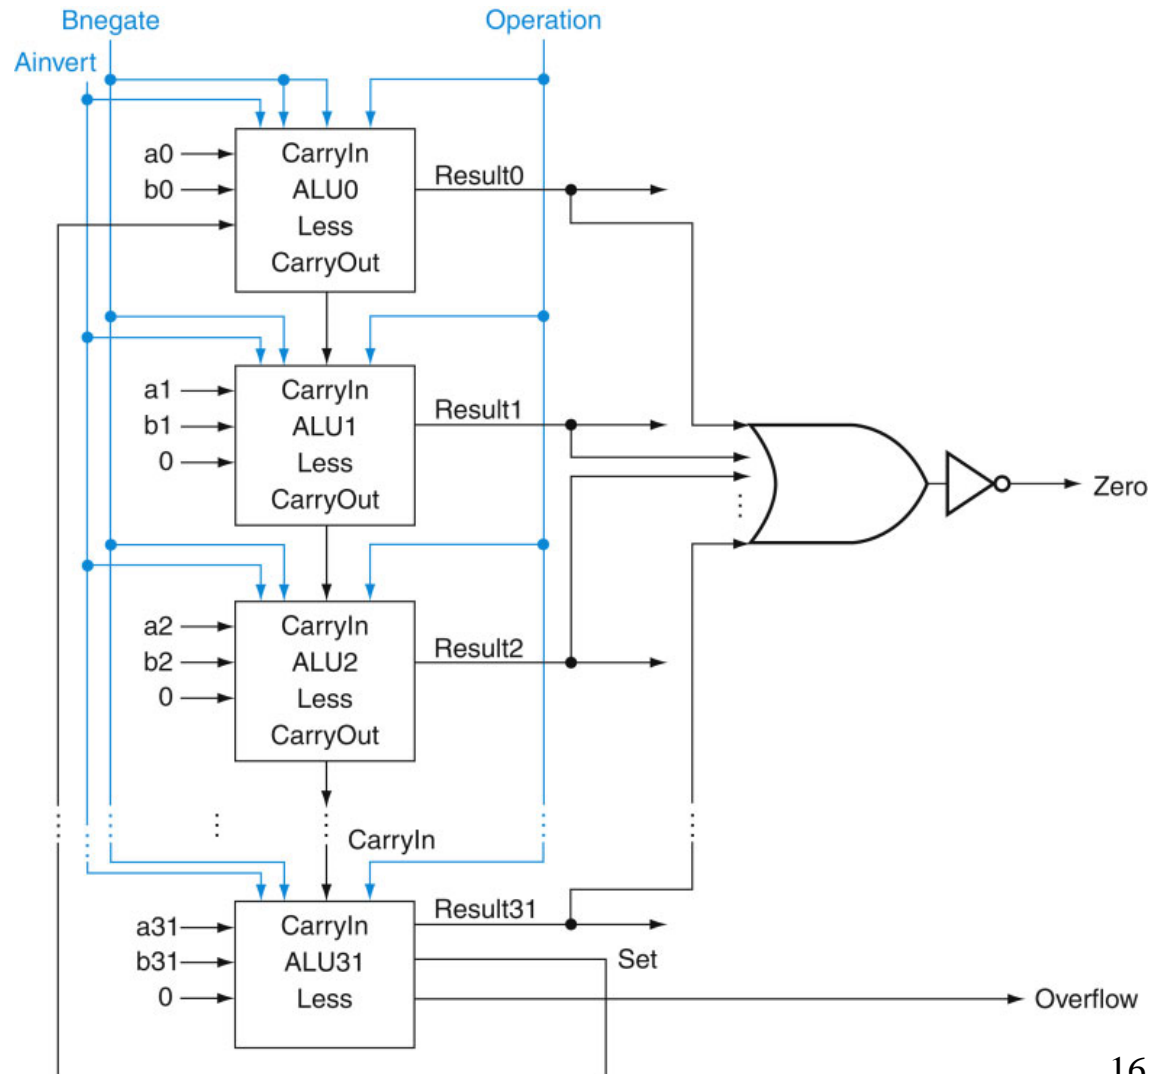 Bnegate
Operation
Ainvert
a0
CarryIn
b0
ALU0
Less
CarryOut
Result0
a1
CarryIn
b1
ALU1
0
Less
CarryOut
Result1
Zero
a2
CarryIn
b2
ALU2
0
Less
CarryOut
Result2
CarryIn
a31
CarryIn
b31
ALU31
0
Less
Result31
Set
Overflow
16